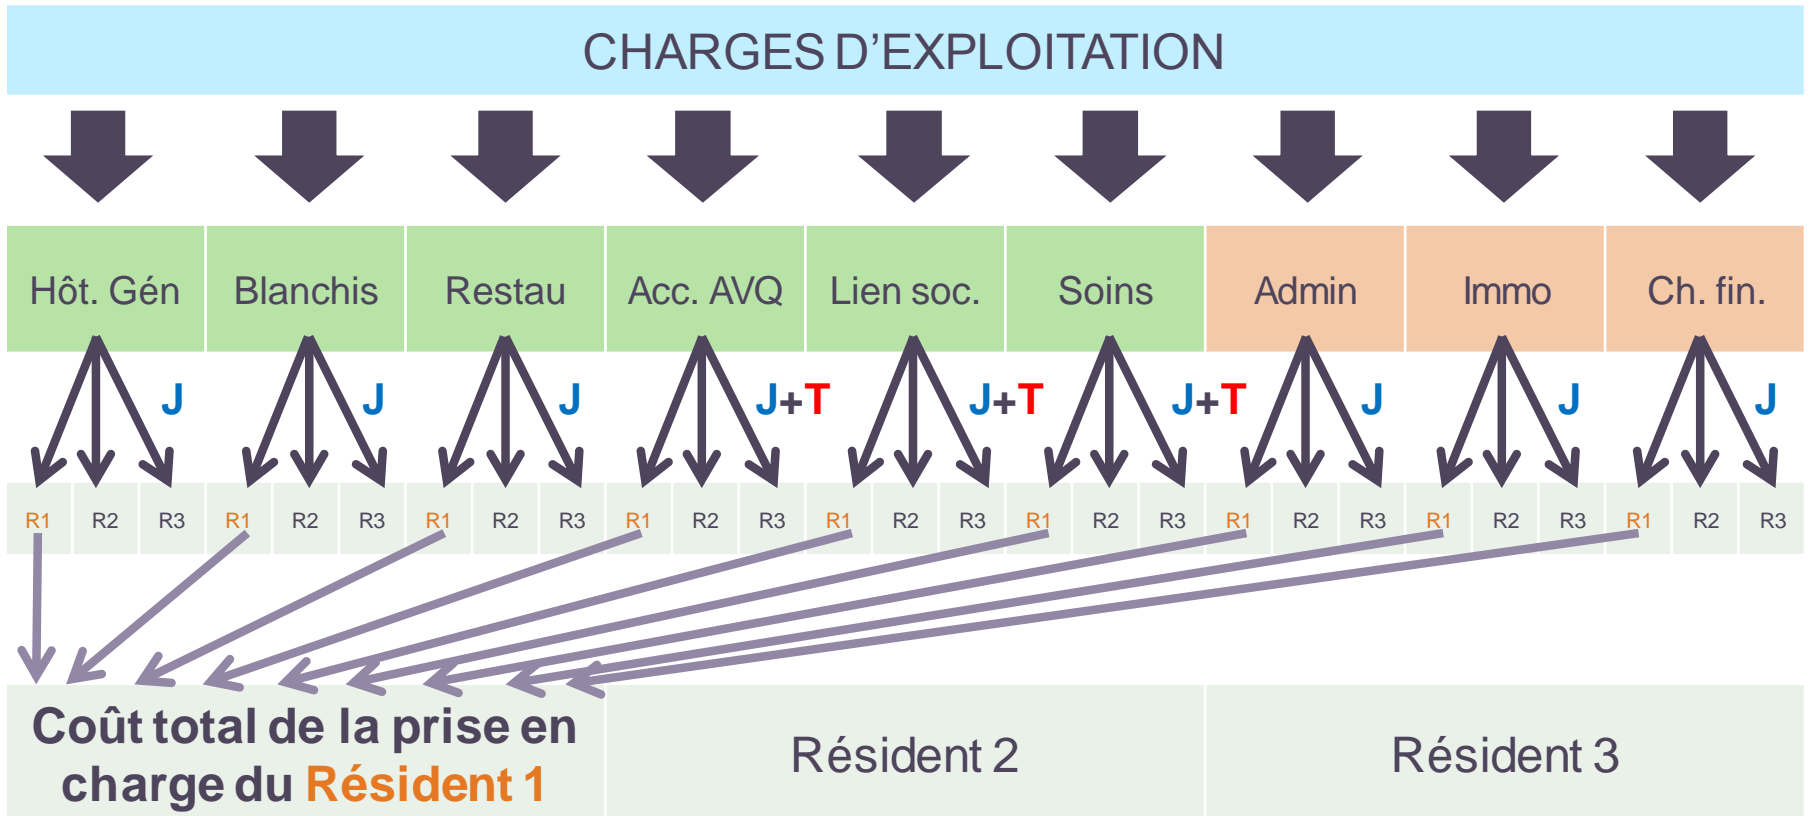 CHARGES D’EXPLOITATION
Hôt. Gén Blanchis Restau Acc. AVQ Lien soc. Soins Admin Immo Ch. fin.
J J J J+T J+T J+T J J J
R1 R2 R3 R1 R2 R3 R1 R2 R3 R1 R2 R3 R1 R2 R3 R1 R2 R3 R1 R2 R3 R1 R2 R3 R1 R2 R3
Coût total de la prise en
charge du Résident 1
Résident 2
Résident 3